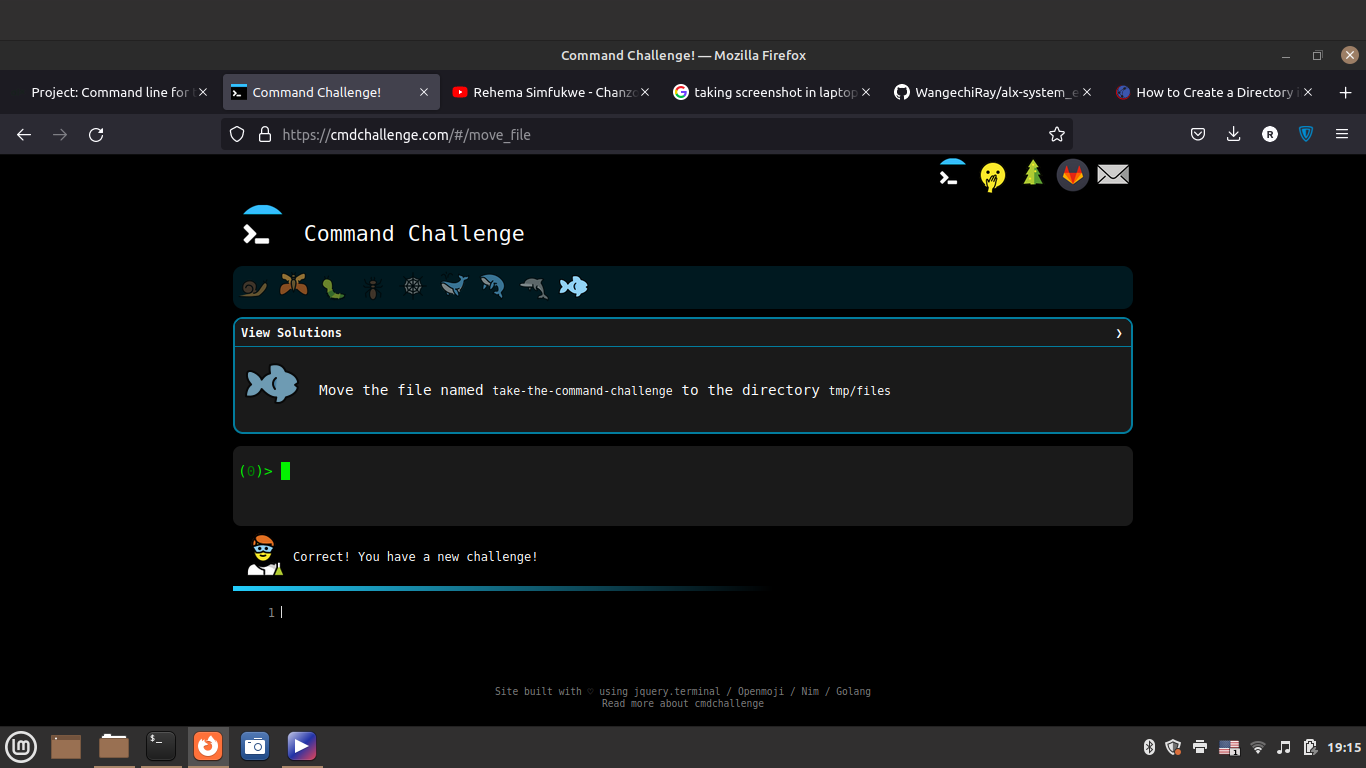 Command Challenge! — Mozilla Firefox
Project: Command line for
Command Challenge!
Rehema Simfukwe - Chanzo
taking screenshot in laptop
WangechiRay/alx-system_e
How to Create a Directory i
https://cmdchallenge.com/#/move_file
R
Command Challenge
View Solutions
Move the file named take-the-command-challenge to the directory tmp/files
(0)>
Correct! You have a new challenge!
1
Site built with ♡ using jquery.terminal / Openmoji / Nim / Golang
Read more about cmdchallenge
19:15